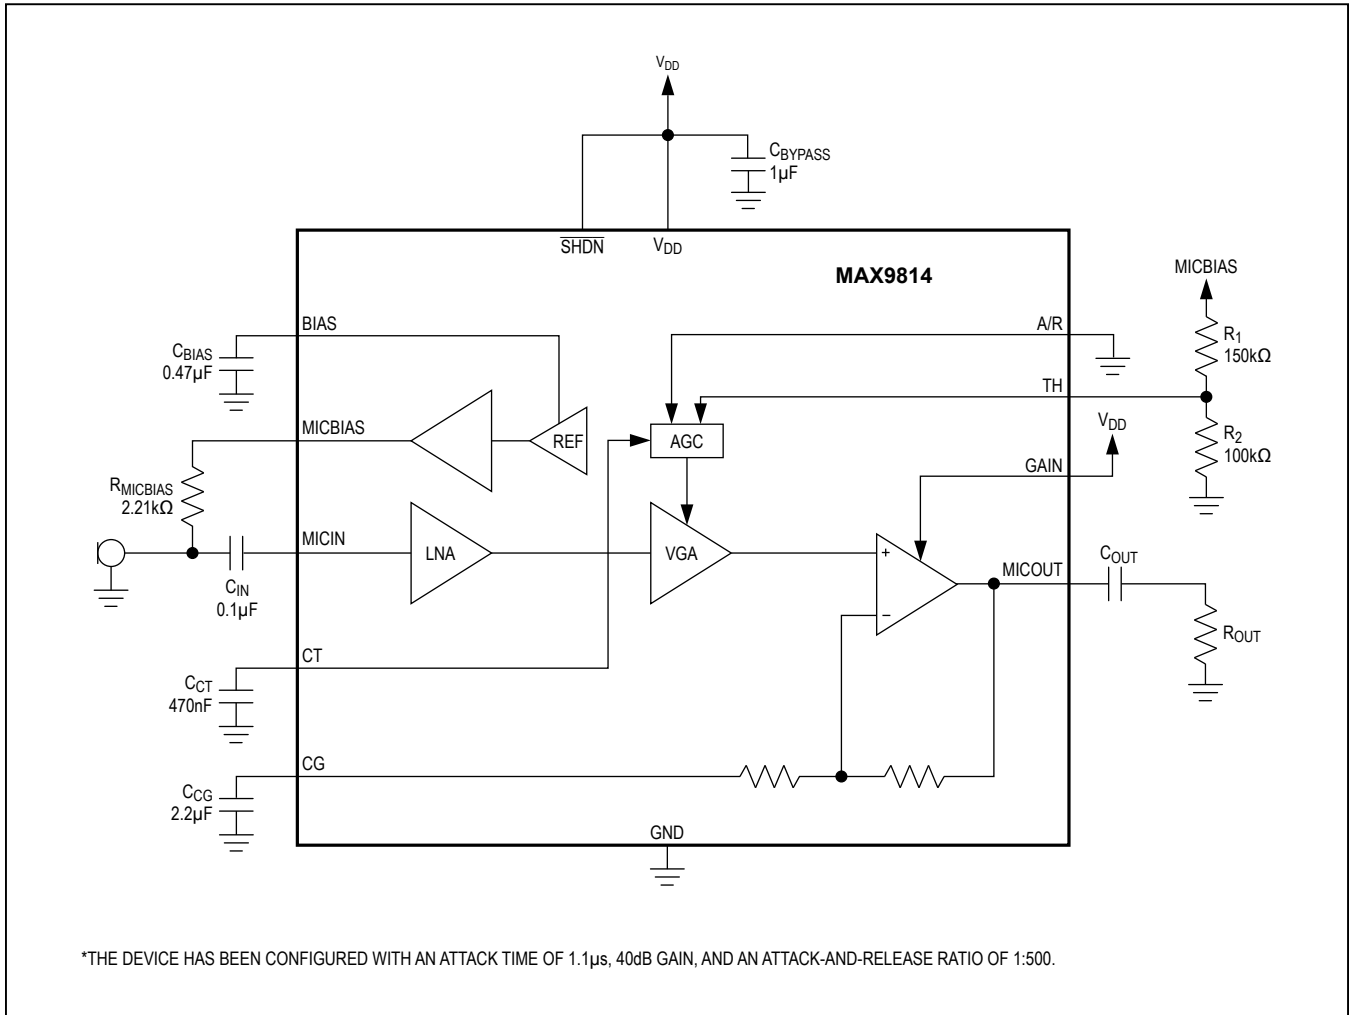 VDD
CBYPASS
1µF
SHDN
VDD
MAX9814
MICBIAS
BIAS
A/R
R1
150kΩ
CBIAS
0.47µF
TH
MICBIAS
REF
AGC
VDD
R2
100kΩ
GAIN
RMICBIAS
2.21kΩ
MICIN
LNA
VGA
+
−
MICOUT
COUT
CIN
0.1µF
ROUT
CT
CCT
470nF
CG
CCG
2.2µF
GND
*THE DEVICE HAS BEEN CONFIGURED WITH AN ATTACK TIME OF 1.1µs, 40dB GAIN, AND AN ATTACK-AND-RELEASE RATIO OF 1:500.